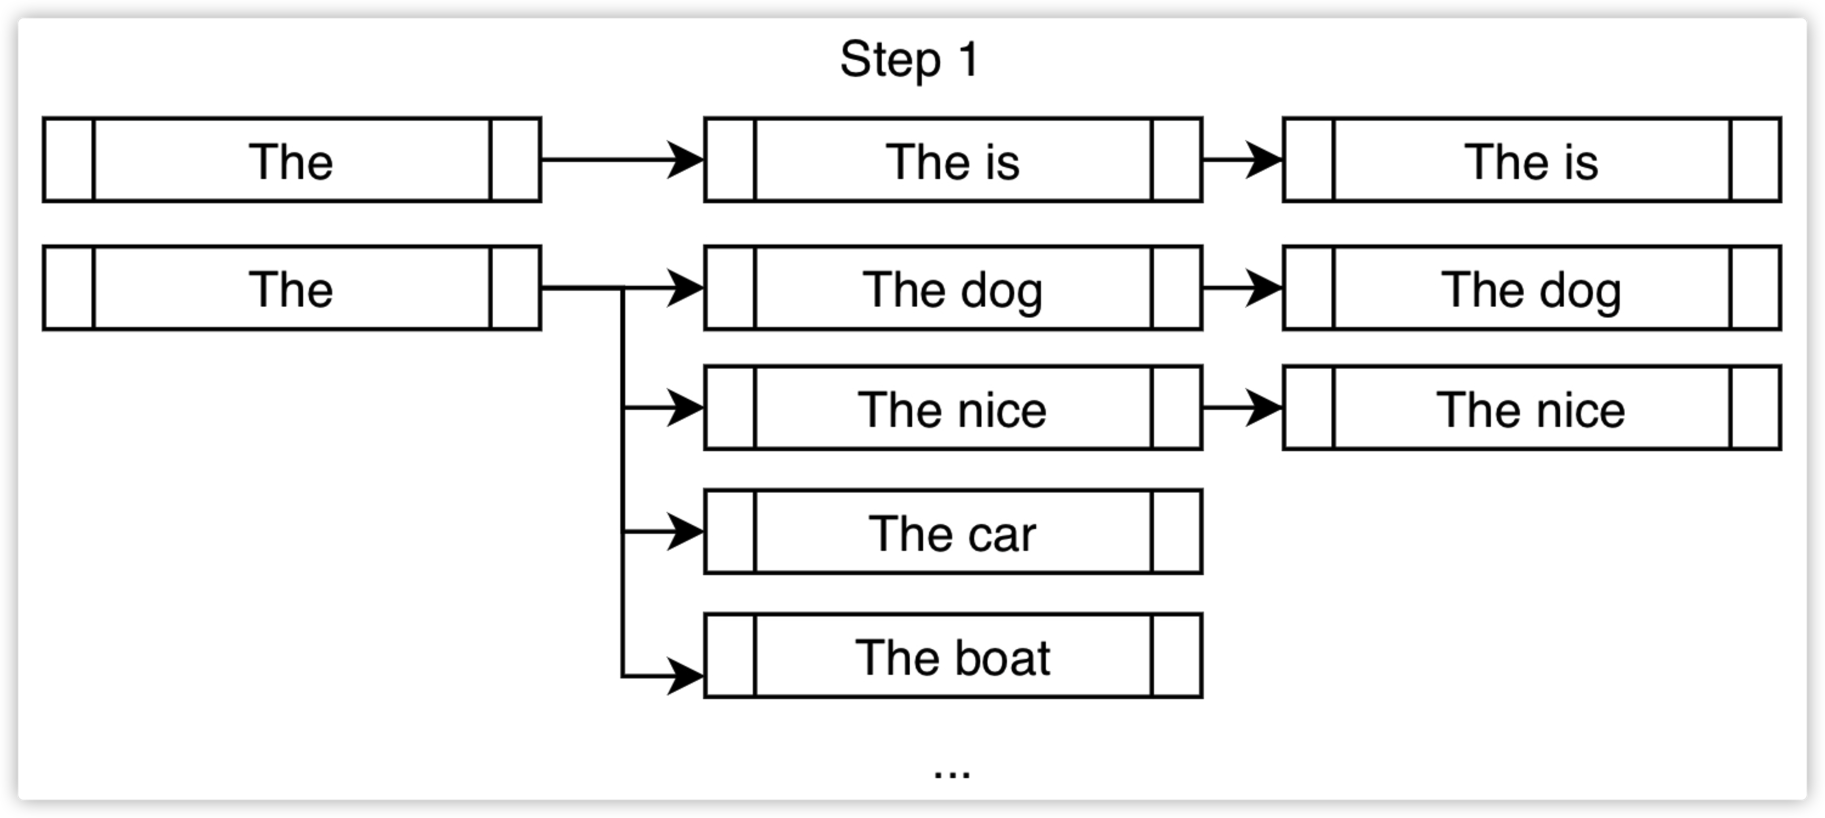 Step 1
The The is The is
The The dog The dog
The nice The nice
The car
The boat
...